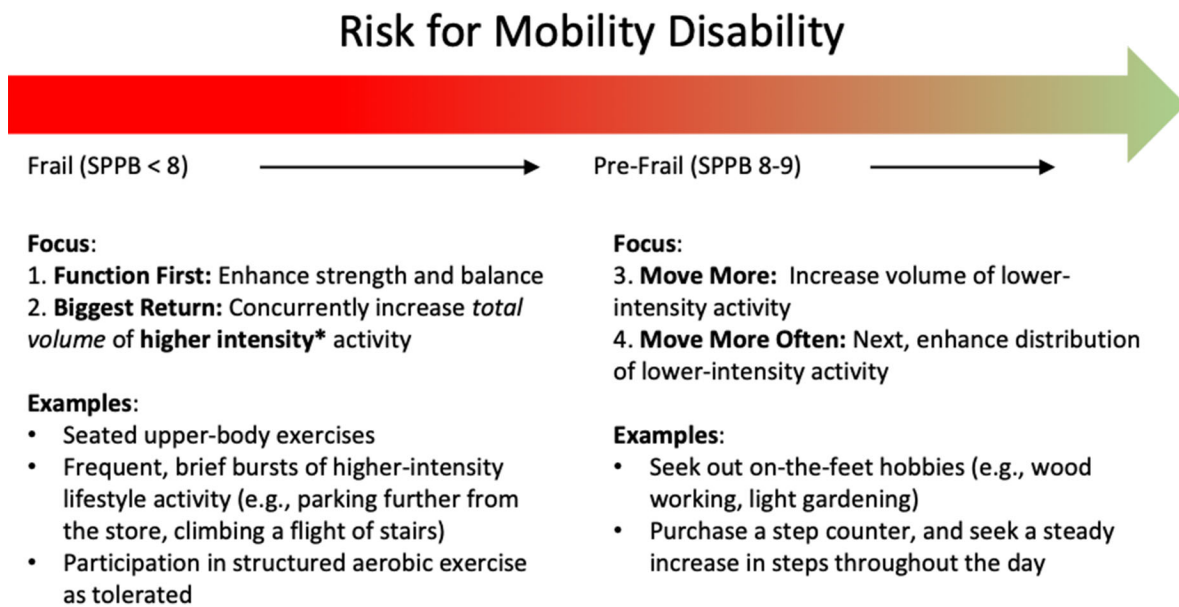 Risk for Mobility Disability
Frail (SPPB < 8)
Pre-Frail (SPPB 8-9)
Focus:
1. Function First: Enhance strength and balance
2. Biggest Return: Concurrently increase total
volume of higher intensity* activity
Examples:
• Seated upper-body exercises
• Frequent, brief bursts of higher-intensity
lifestyle activity (e.g., parking further from
the store, climbing a flight of stairs)
• Participation in structured aerobic exercise
as tolerated
Focus:
3. Move More: Increase volume of lower-
intensity activity
4. Move More Often: Next, enhance distribution
of lower-intensity activity
Examples:
• Seek out on-the-feet hobbies (e.g., wood
working, light gardening)
• Purchase a step counter, and seek a steady
increase in steps throughout the day